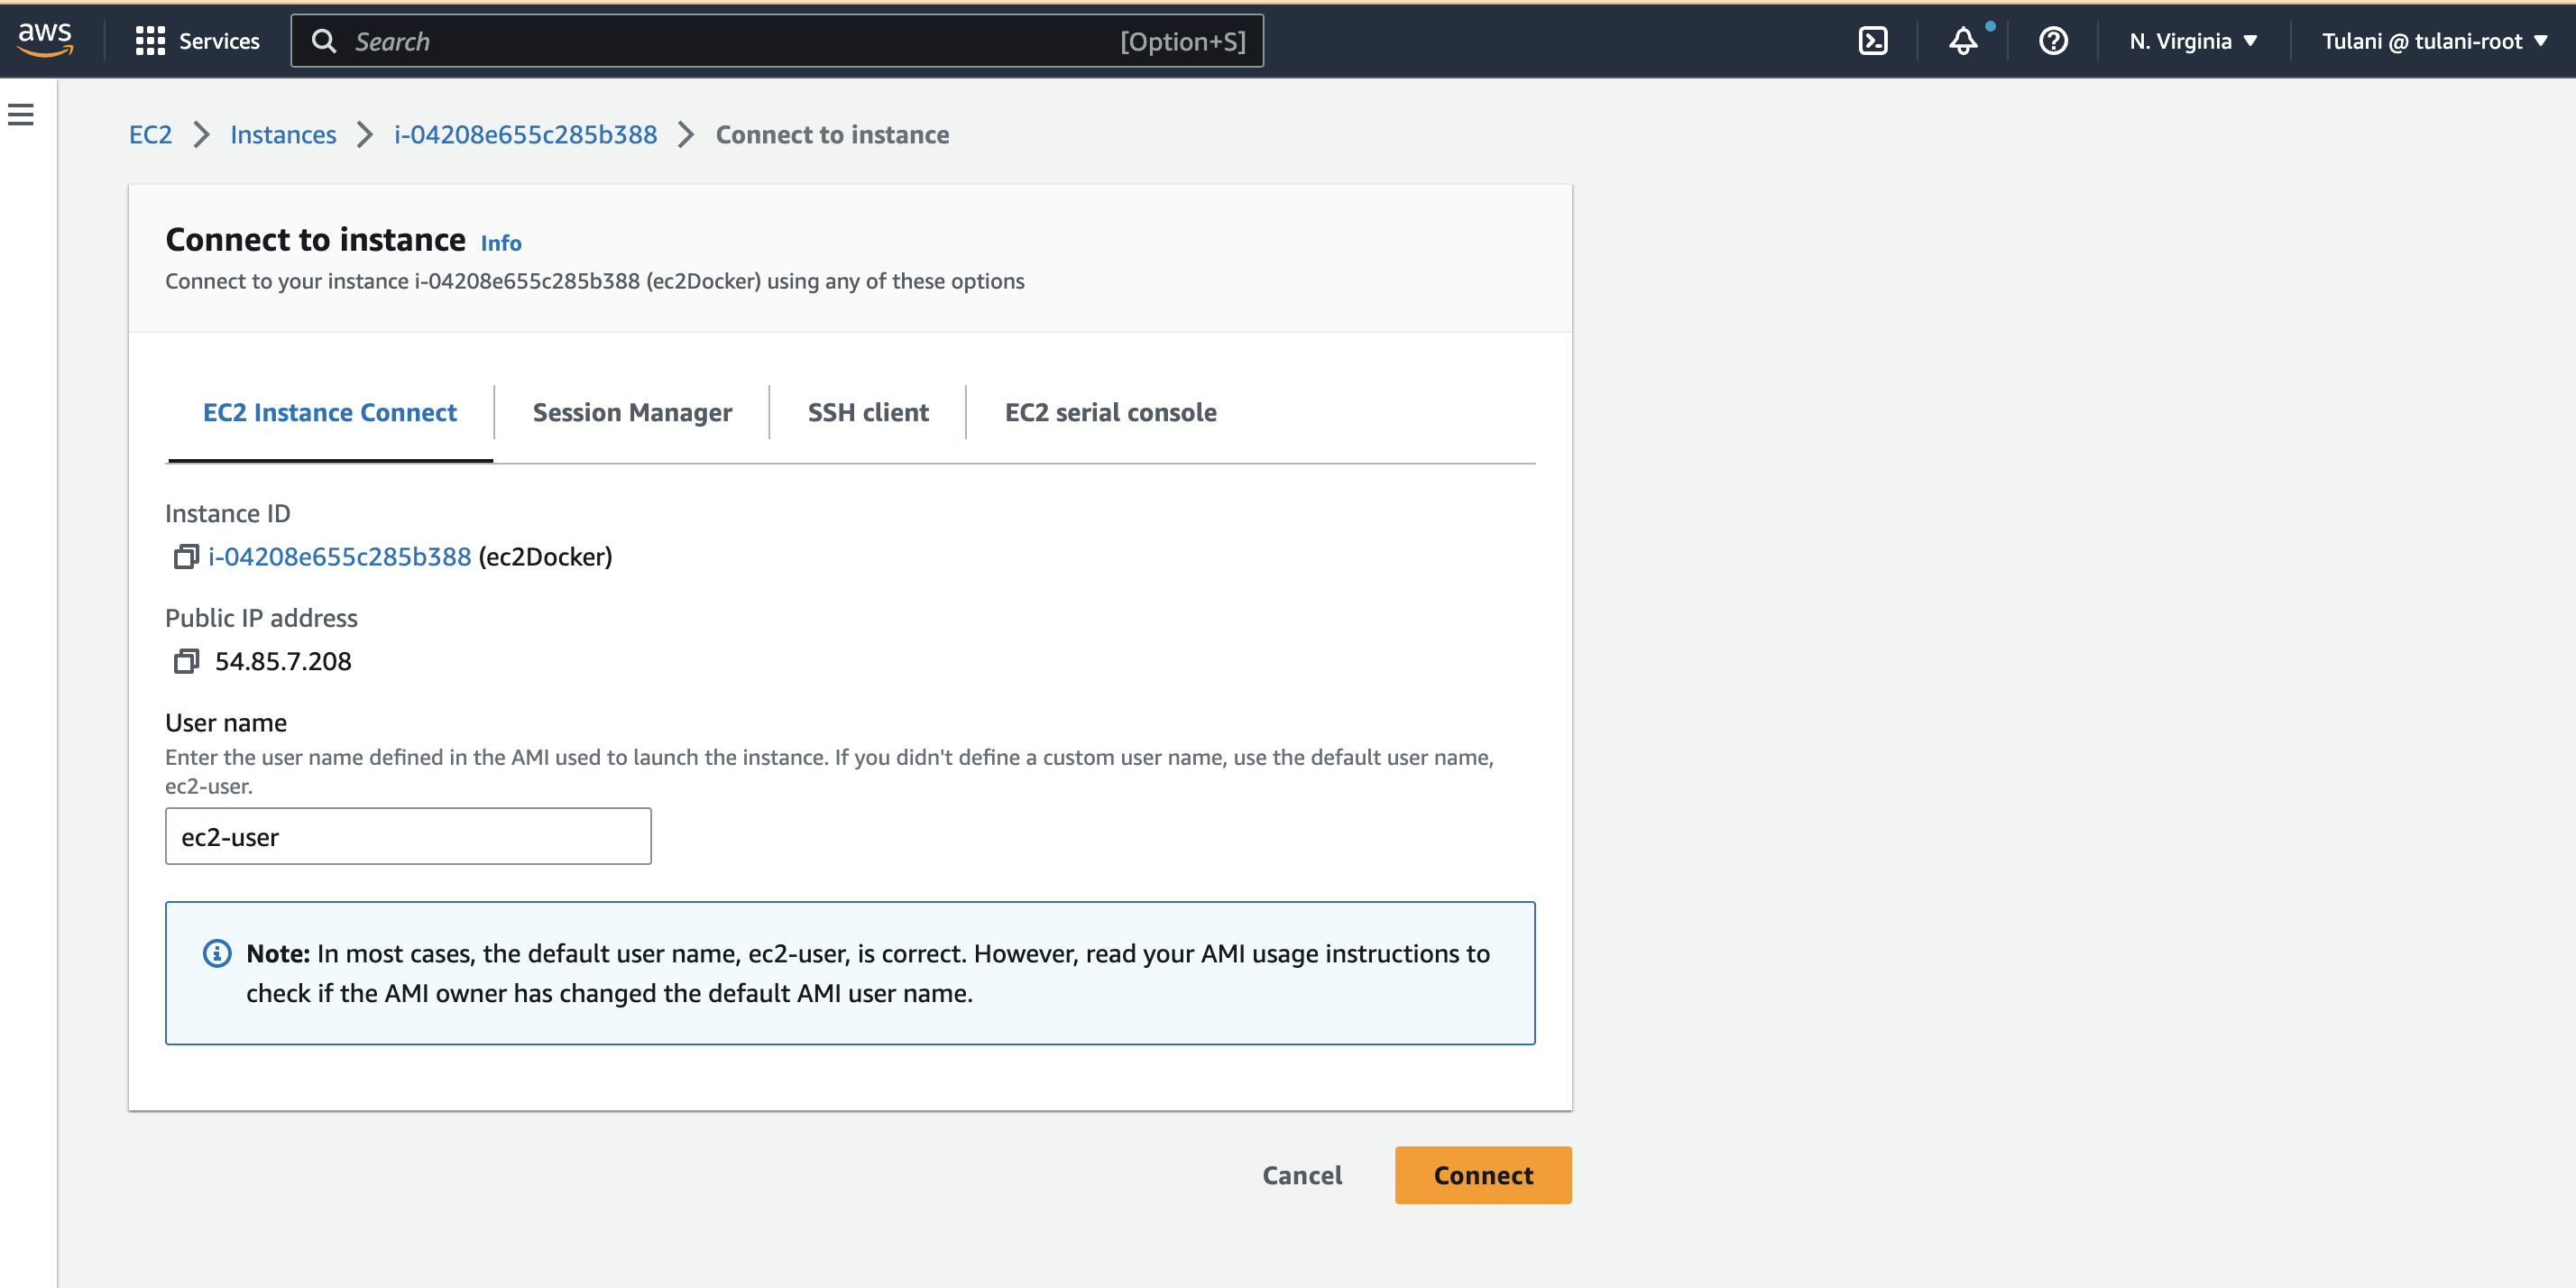 aws Services Search [Option+S] N. Virginia Tulani @ tulani-root
EC2 Instances i-04208e655c285b388 Connect to instance
Connect to instance Info
Connect to your instance i-04208e655c285b388 (ec2Docker) using any of these options
EC2 Instance Connect Session Manager SSH client EC2 serial console
Instance ID
i-04208e655c285b388 (ec2Docker)
Public IP address
54.85.7.208
User name
Enter the user name defined in the AMI used to launch the instance. If you didn't define a custom user name, use the default user name,
ec2-user.
ec2-user
Note: In most cases, the default user name, ec2-user, is correct. However, read your AMI usage instructions to
check if the AMI owner has changed the default AMI user name.
Cancel Connect